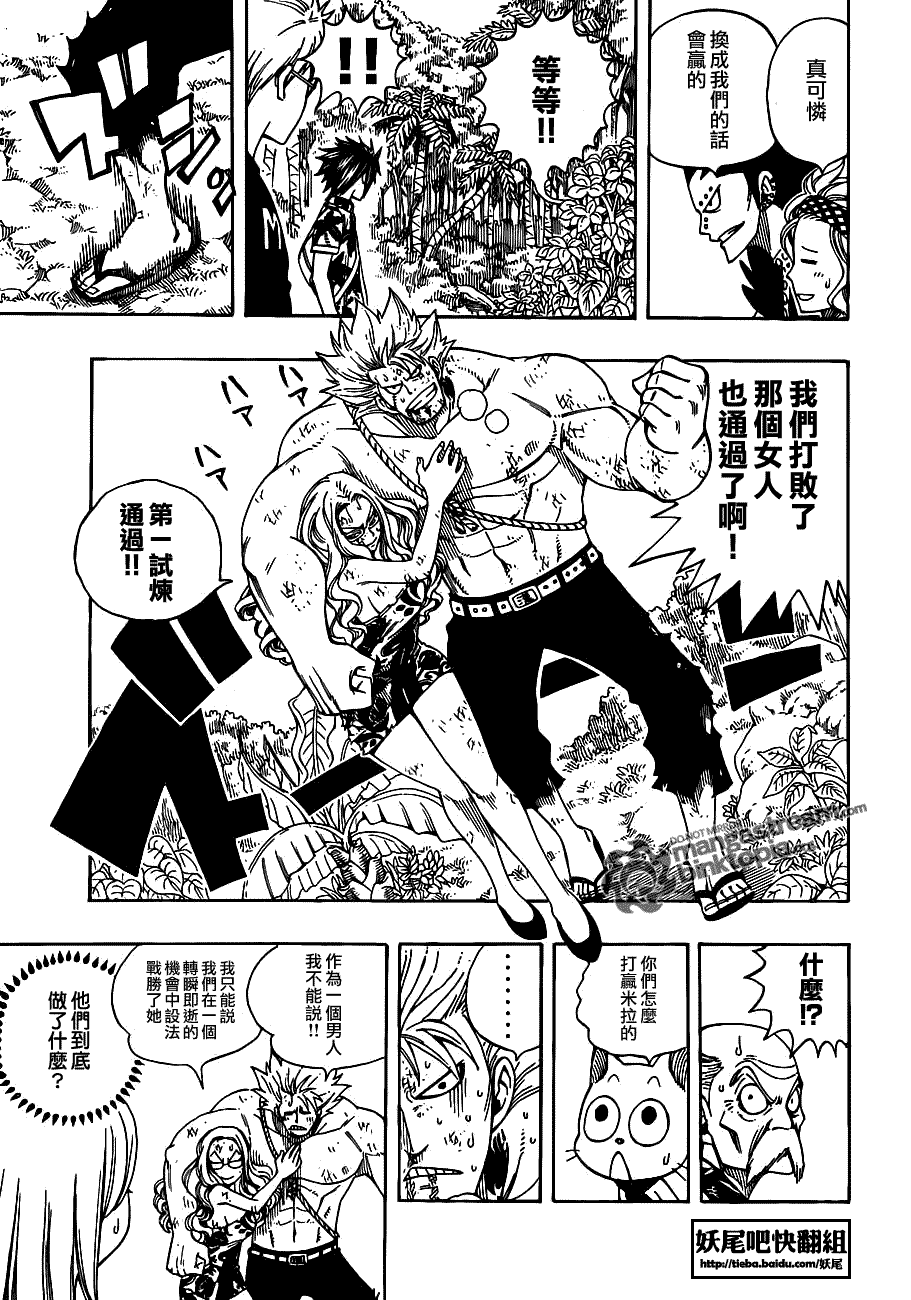 真可憐
換成我們的話
會贏的
等等!!
!!
ズ
ン
我們打敗了
那個女人
也通過了啊!
ハァ
ハァ
第一試煉
通過!!
什麼!?
你們怎麼
打贏米拉的
······
作為一個男人
我不能說!!
我只能說
我們在一個
轉瞬即逝的
機會中設法
戰勝了她
他們到底
做了什麼?
mangastream.com
binktopia
妖尾吧快翻組
http://tieba.baidu.com/妖尾